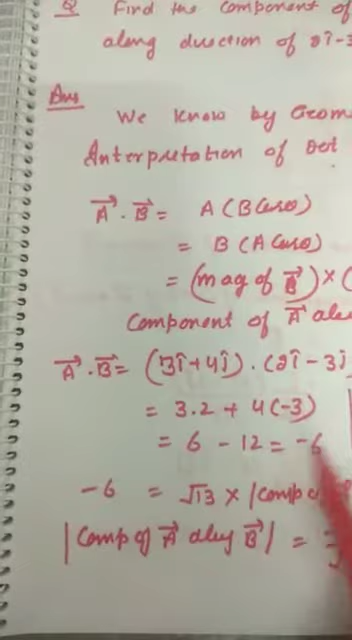 Q Find the component of
along direction of 2î-3
Ans
We know by Geom
Interpretation of Dot
A⃗ . B⃗ = A (B Cosθ)
= B (A Cosθ)
= (mag of B⃗) × (
Component of A⃗ alo
A⃗ . B⃗ = (3î+4ĵ) . (2î-3ĵ
= 3.2 + 4(-3)
= 6 - 12 = -6
-6 = √13 × |Comp o
|Comp of A⃗ along B⃗| =